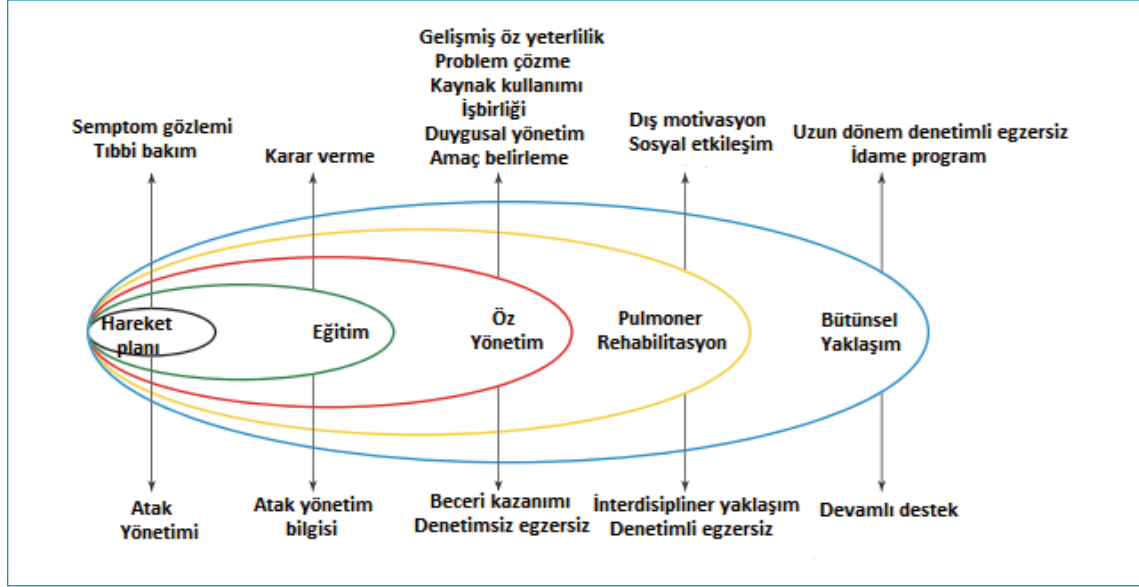 Semptom gözlemi
Tıbbi bakım
Karar verme
Gelişmiş öz yeterlilik
Problem çözme
Kaynak kullanımı
İşbirliği
Duygusal yönetim
Amaç belirleme
Dış motivasyon
Sosyal etkileşim
Uzun dönem denetimli egzersiz
İdame program
Hareket
planı
Eğitim
Öz
Yönetim
Pulmoner
Rehabilitasyon
Bütünsel
Yaklaşım
Atak
Yönetimi
Atak yönetim
bilgisi
Beceri kazanımı
Denetimsiz egzersiz
İnterdisipliner yaklaşım
Denetimli egzersiz
Devamlı destek